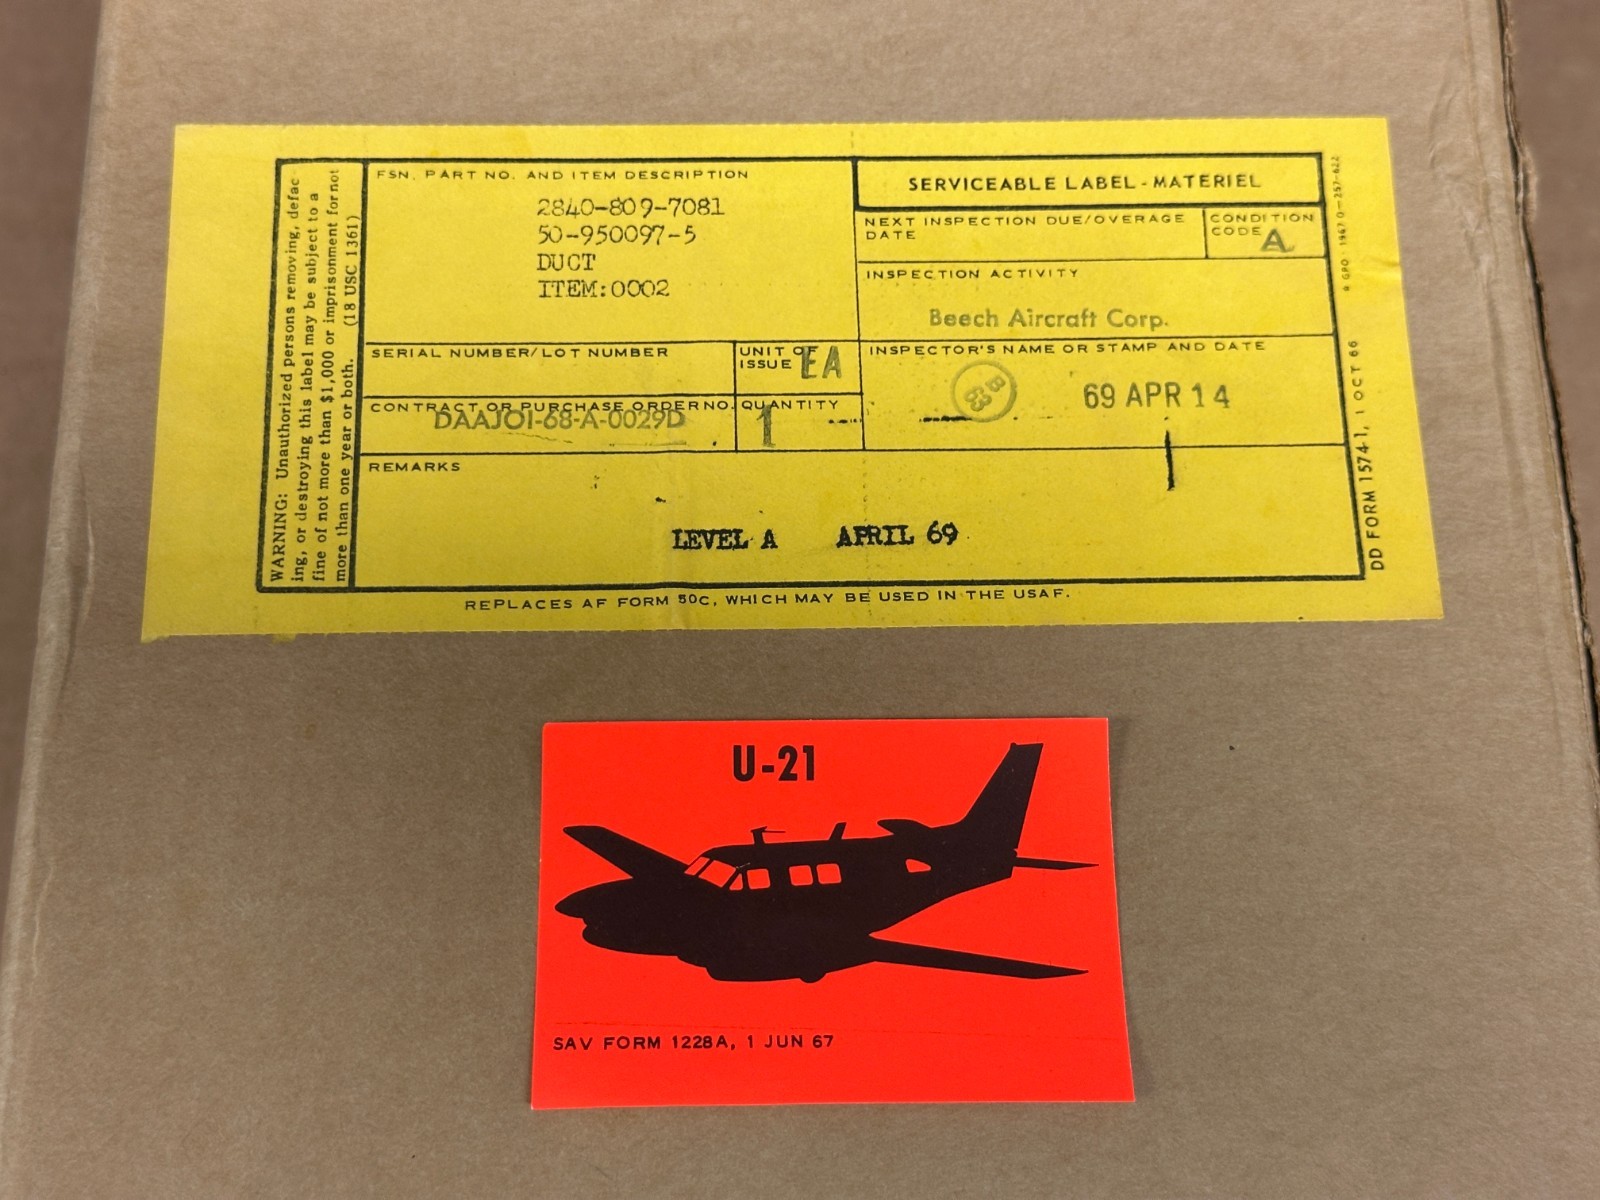 WARNING: Unauthorized persons removing, defac-
ing, or destroying this label may be subject to a
fine of not more than $1,000 or imprisonment for not
more than one year or both. (18 USC 1361)
FSN, PART NO. AND ITEM DESCRIPTION
2840-809-7081
50-950097-5
DUCT
ITEM:0002
SERIAL NUMBER/LOT NUMBER
UNIT OF
ISSUE EA
CONTRACT OR PURCHASE ORDER NO.
DAAJO1-68-A-0029D
QUANTITY
1
SERVICEABLE LABEL - MATERIEL
NEXT INSPECTION DUE/OVERAGE
DATE
CONDITION
CODE A
INSPECTION ACTIVITY
Beech Aircraft Corp.
INSPECTOR'S NAME OR STAMP AND DATE
B
63
69 APR 14
REMARKS
LEVEL A APRIL 69
REPLACES AF FORM 50C, WHICH MAY BE USED IN THE USAF.
GPO : 1967 O-257-622
DD FORM 1574-1, 1 OCT 66
U-21
SAV FORM 1228A, 1 JUN 67